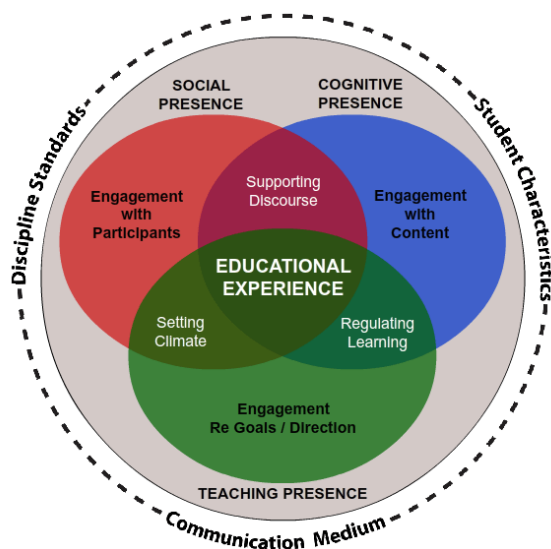 SOCIAL
PRESENCE
COGNITIVE
PRESENCE
Discipline Standards
Student Characteristics
Engagement
with
Participants
Supporting
Discourse
Engagement
with
Content
EDUCATIONAL
EXPERIENCE
Setting
Climate
Regulating
Learning
Engagement
Re Goals / Direction
TEACHING PRESENCE
Communication Medium